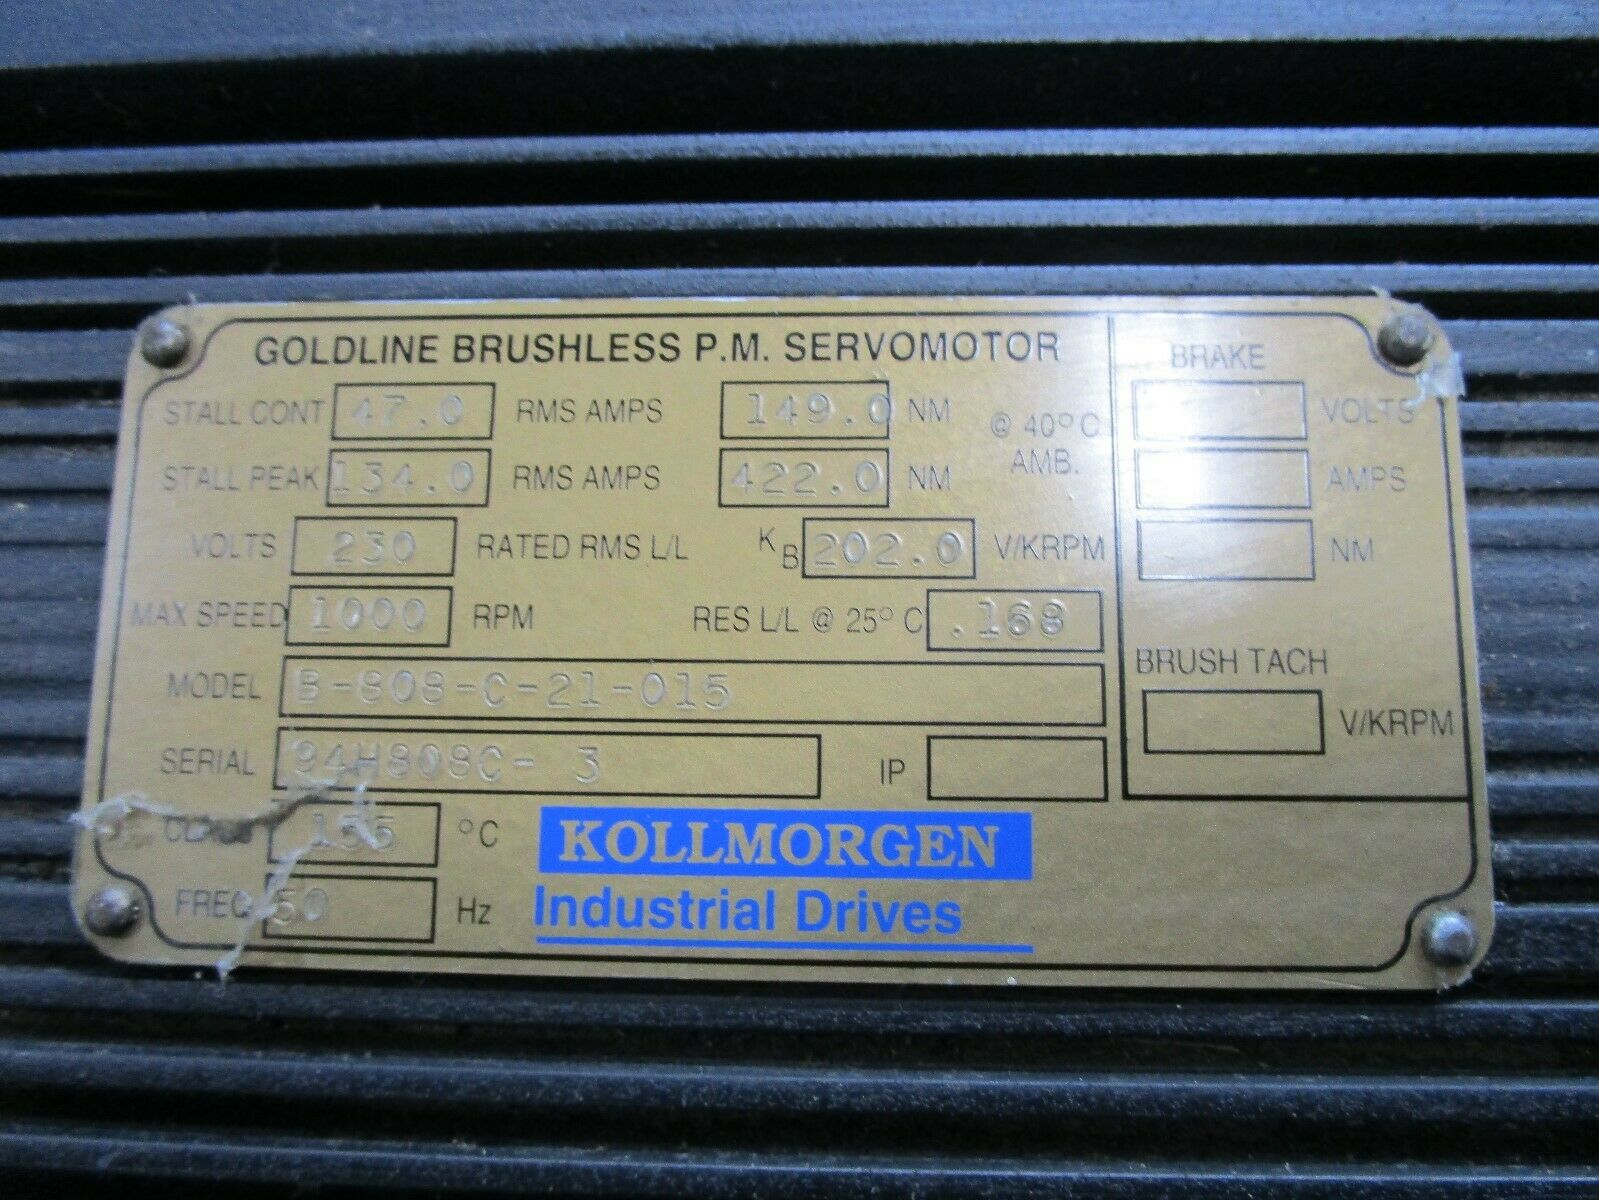 GOLDLINE BRUSHLESS P.M. SERVOMOTOR
STALL CONT 47.0 RMS AMPS 149.0 NM @ 40°C
STALL PEAK 134.0 RMS AMPS 422.0 NM AMB.
VOLTS 230 RATED RMS L/L KB 202.0 V/KRPM
MAX SPEED 1000 RPM RES L/L @ 25°C .168
MODEL B-808-C-21-015
SERIAL 94H808C- 3 IP
CLASS 155 °C
FREQ 50 Hz
KOLLMORGEN
Industrial Drives
BRAKE
VOLTS
AMPS
NM
BRUSH TACH
V/KRPM